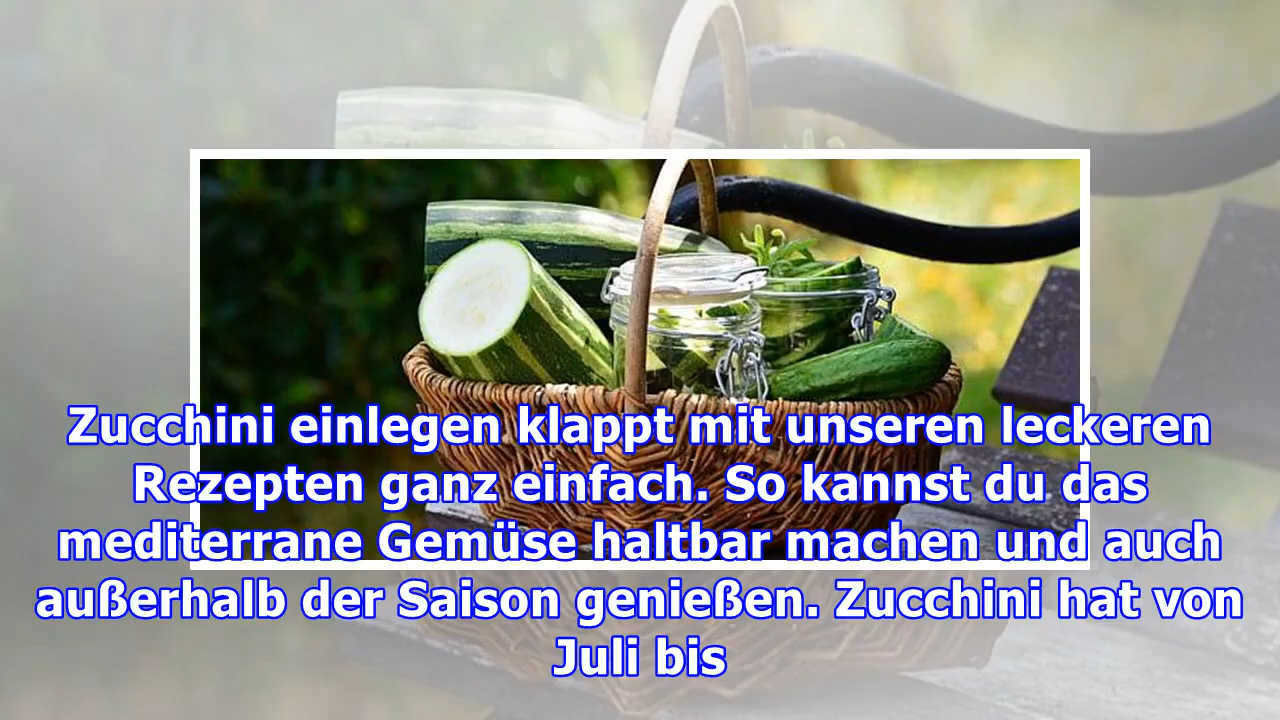 Zucchini einlegen klappt mit unseren leckeren
Rezepten ganz einfach. So kannst du das
mediterrane Gemüse haltbar machen und auch
außerhalb der Saison genießen. Zucchini hat von
Juli bis